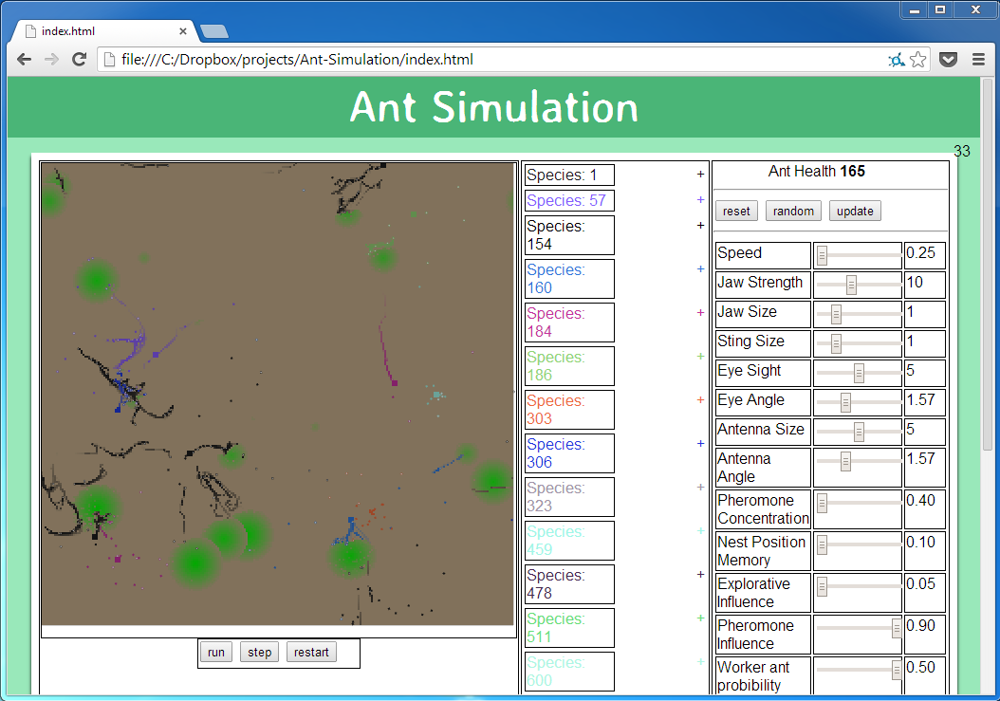 index.html
file:///C:/Dropbox/projects/Ant-Simulation/index.html
Ant Simulation
33
run step restart
Species: 1 +
Species: 57 +
Species: +
154
Species: +
160
Species: +
184
Species: +
186
Species: +
303
Species: +
306
Species: +
323
Species: +
459
Species: +
478
Species: +
511
Species: +
600
Ant Health 165
reset random update
Speed 0.25
Jaw Strength 10
Jaw Size 1
Sting Size 1
Eye Sight 5
Eye Angle 1.57
Antenna Size 5
Antenna 1.57
Angle
Pheromone 0.40
Concentration
Nest Position 0.10
Memory
Explorative 0.05
Influence
Pheromone 0.90
Influence
Worker ant 0.50
probibility